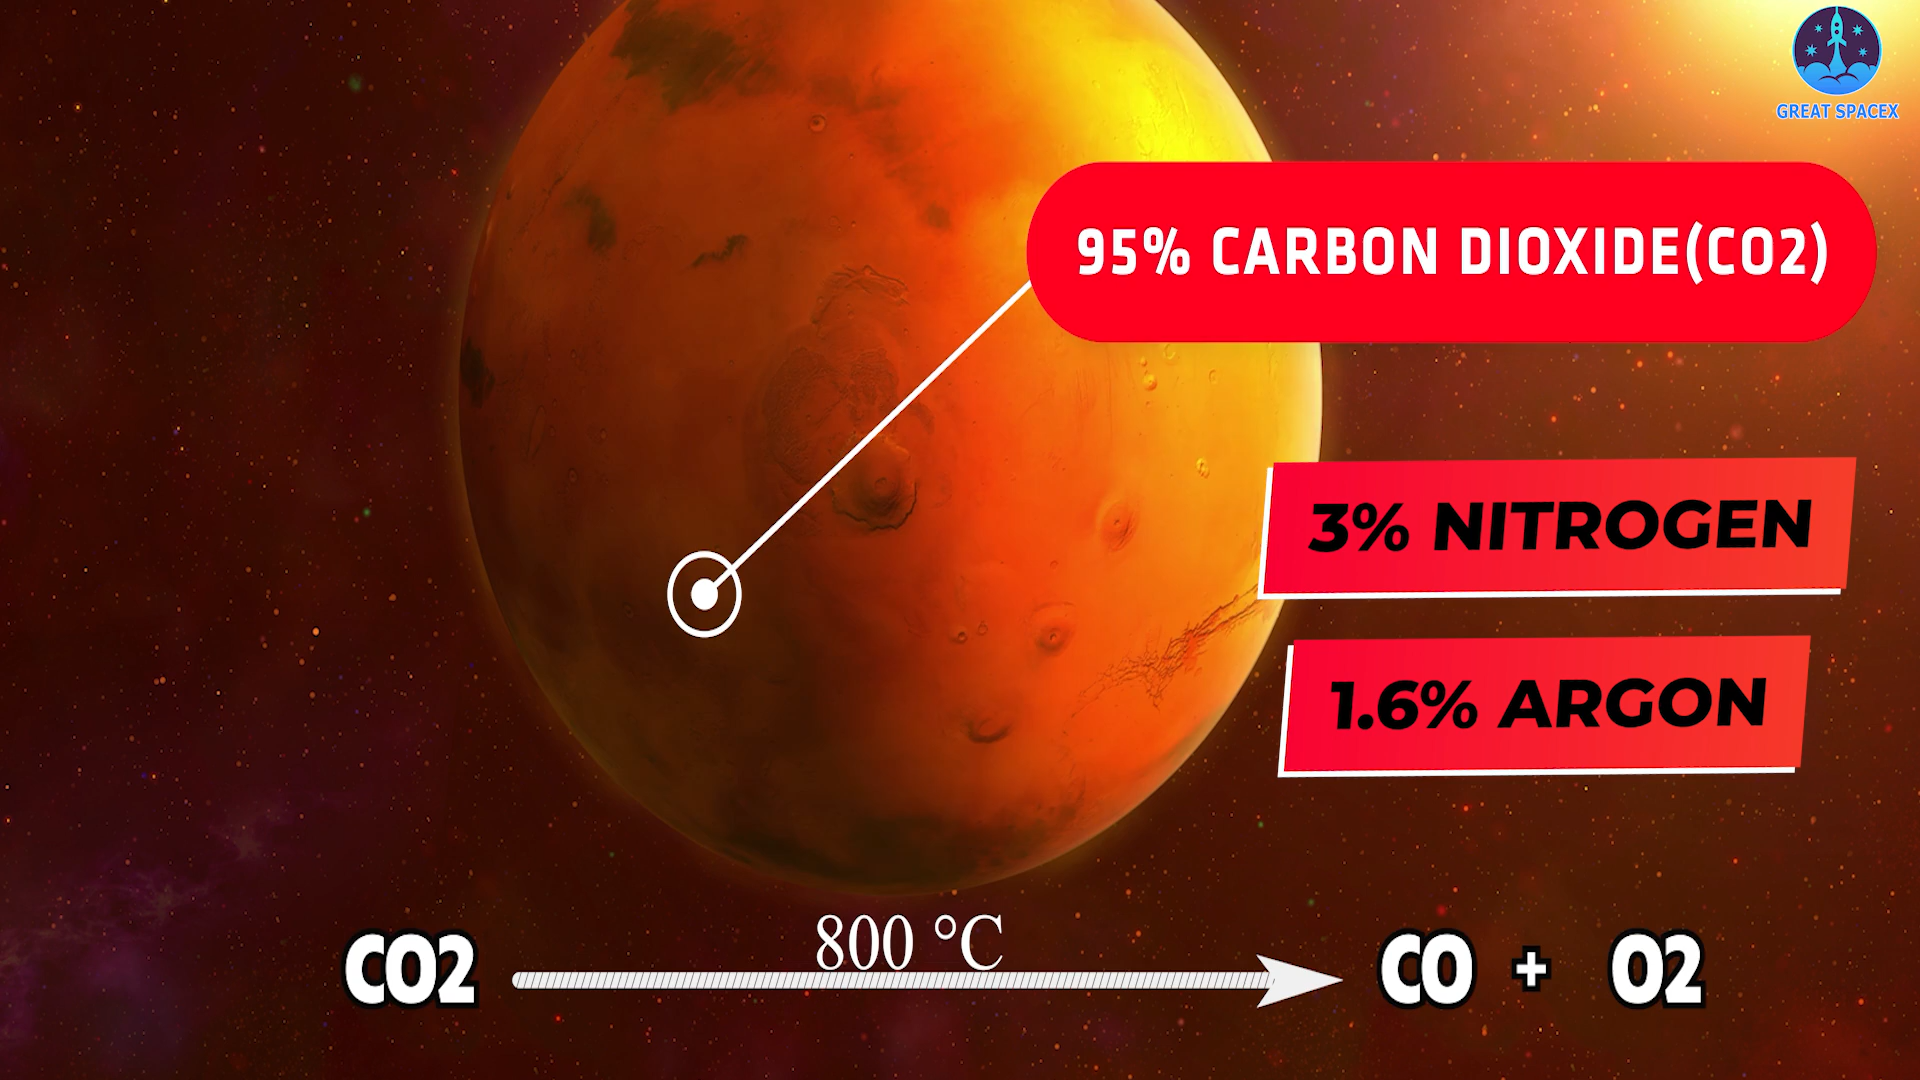 GREAT SPACEX
95% CARBON DIOXIDE(CO2)
3% NITROGEN
1.6% ARGON
800 °C
CO2 CO + O2